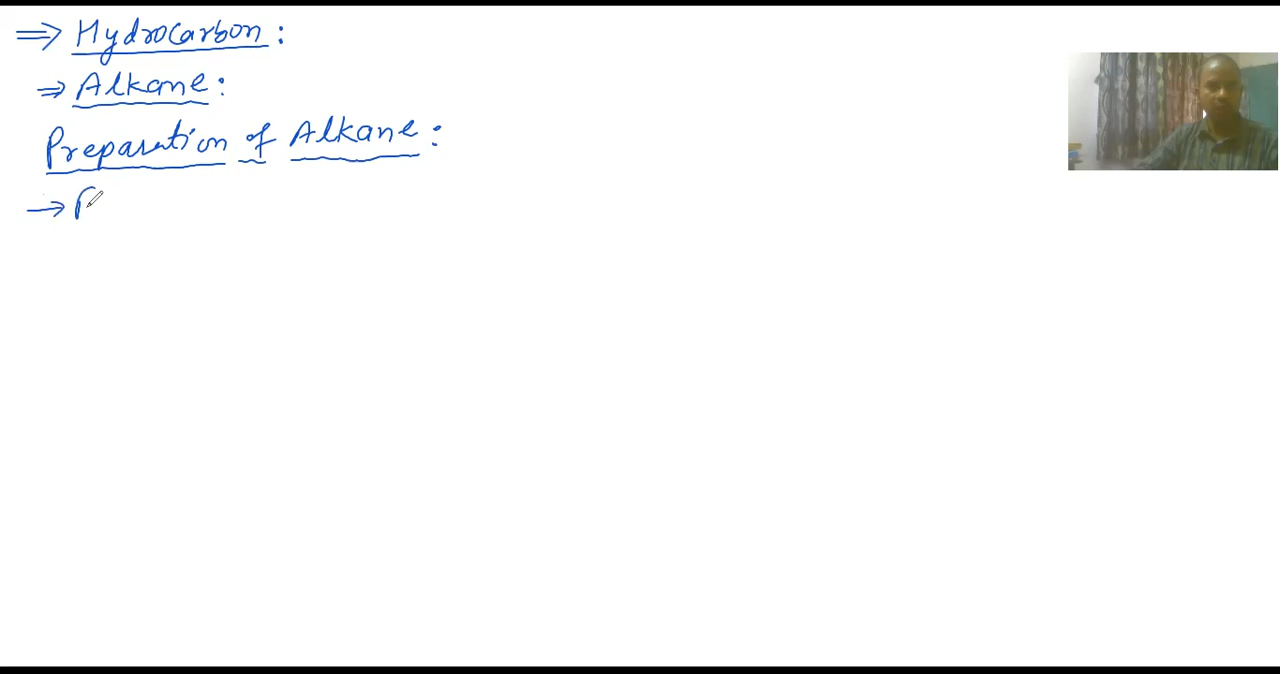 ⇒ Hydrocarbon :
⇒ Alkane :
Preparation of Alkane :
→